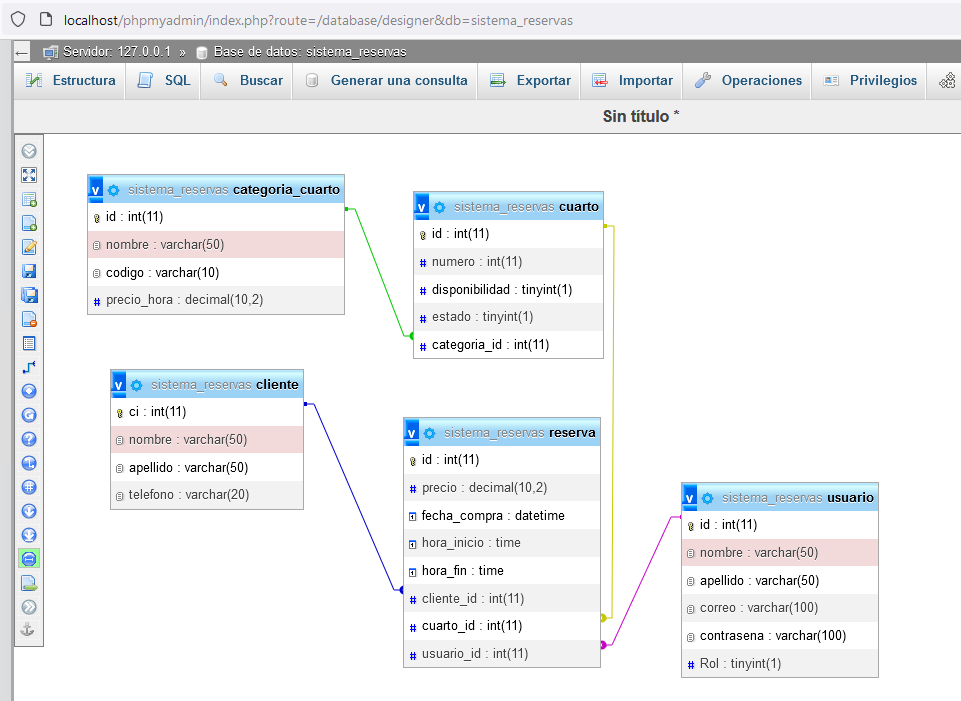 localhost/phpmyadmin/index.php?route=/database/designer&db=sistema_reservas
Servidor: 127.0.0.1 » Base de datos: sistema_reservas
Estructura SQL Buscar Generar una consulta Exportar Importar Operaciones Privilegios
Sin título *
v sistema_reservas categoria_cuarto
id : int(11)
nombre : varchar(50)
codigo : varchar(10)
# precio_hora : decimal(10,2)
v sistema_reservas cuarto
id : int(11)
# numero : int(11)
# disponibilidad : tinyint(1)
# estado : tinyint(1)
# categoria_id : int(11)
v sistema_reservas cliente
ci : int(11)
nombre : varchar(50)
apellido : varchar(50)
telefono : varchar(20)
v sistema_reservas reserva
id : int(11)
# precio : decimal(10,2)
fecha_compra : datetime
hora_inicio : time
hora_fin : time
# cliente_id : int(11)
# cuarto_id : int(11)
# usuario_id : int(11)
v sistema_reservas usuario
id : int(11)
nombre : varchar(50)
apellido : varchar(50)
correo : varchar(100)
contrasena : varchar(100)
# Rol : tinyint(1)